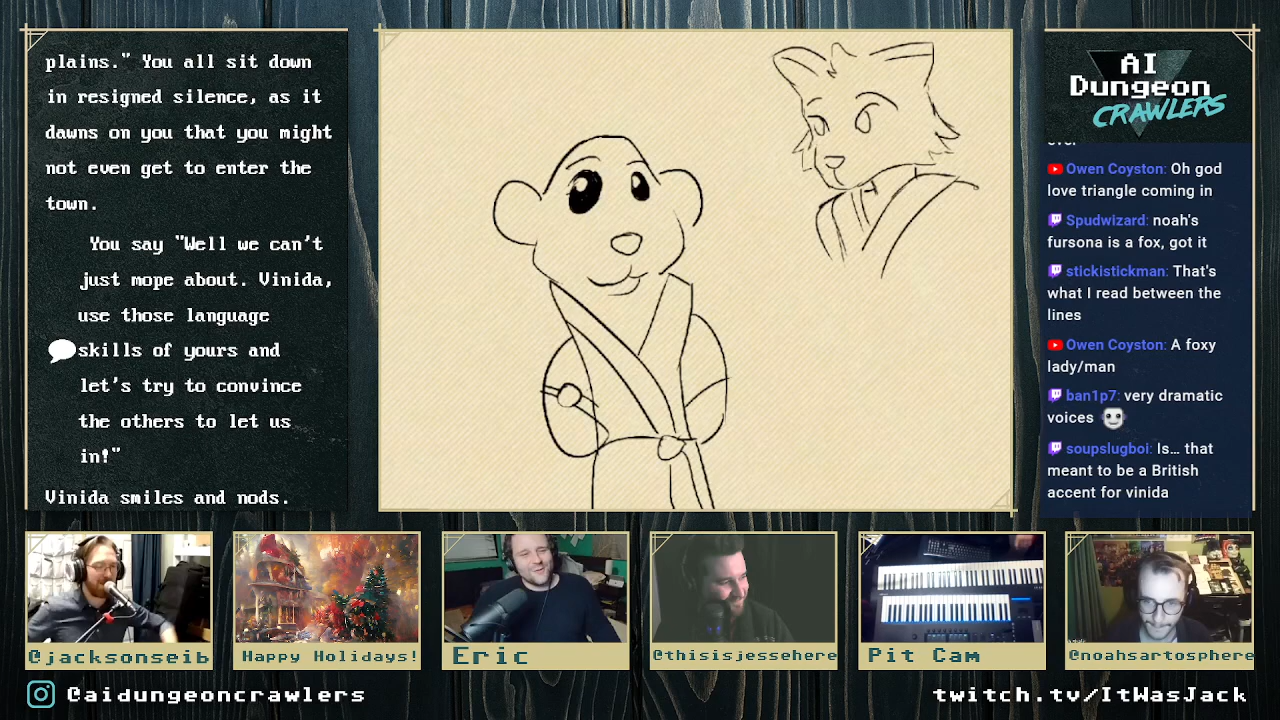 plains." You all sit down
in resigned silence, as it
dawns on you that you might
not even get to enter the
town.
You say "Well we can't
just mope about. Vinida,
use those language
skills of yours and
let's try to convince
the others to let us
in!"
Vinida smiles and nods.
AI
Dungeon
CRAWLERS
Owen Coyston: Oh god
love triangle coming in
Spudwizard: noah's
fursona is a fox, got it
stickistickman: That's
what I read between the
lines
Owen Coyston: A foxy
lady/man
ban1p7: very dramatic
voices
soupslugboi: Is… that
meant to be a British
accent for vinida
@jacksonseib
Happy Holidays!
Eric
@thisisjessehere
Pit Cam
@noahsartosphere
@aidungeoncrawlers
twitch.tv/ItWasJack